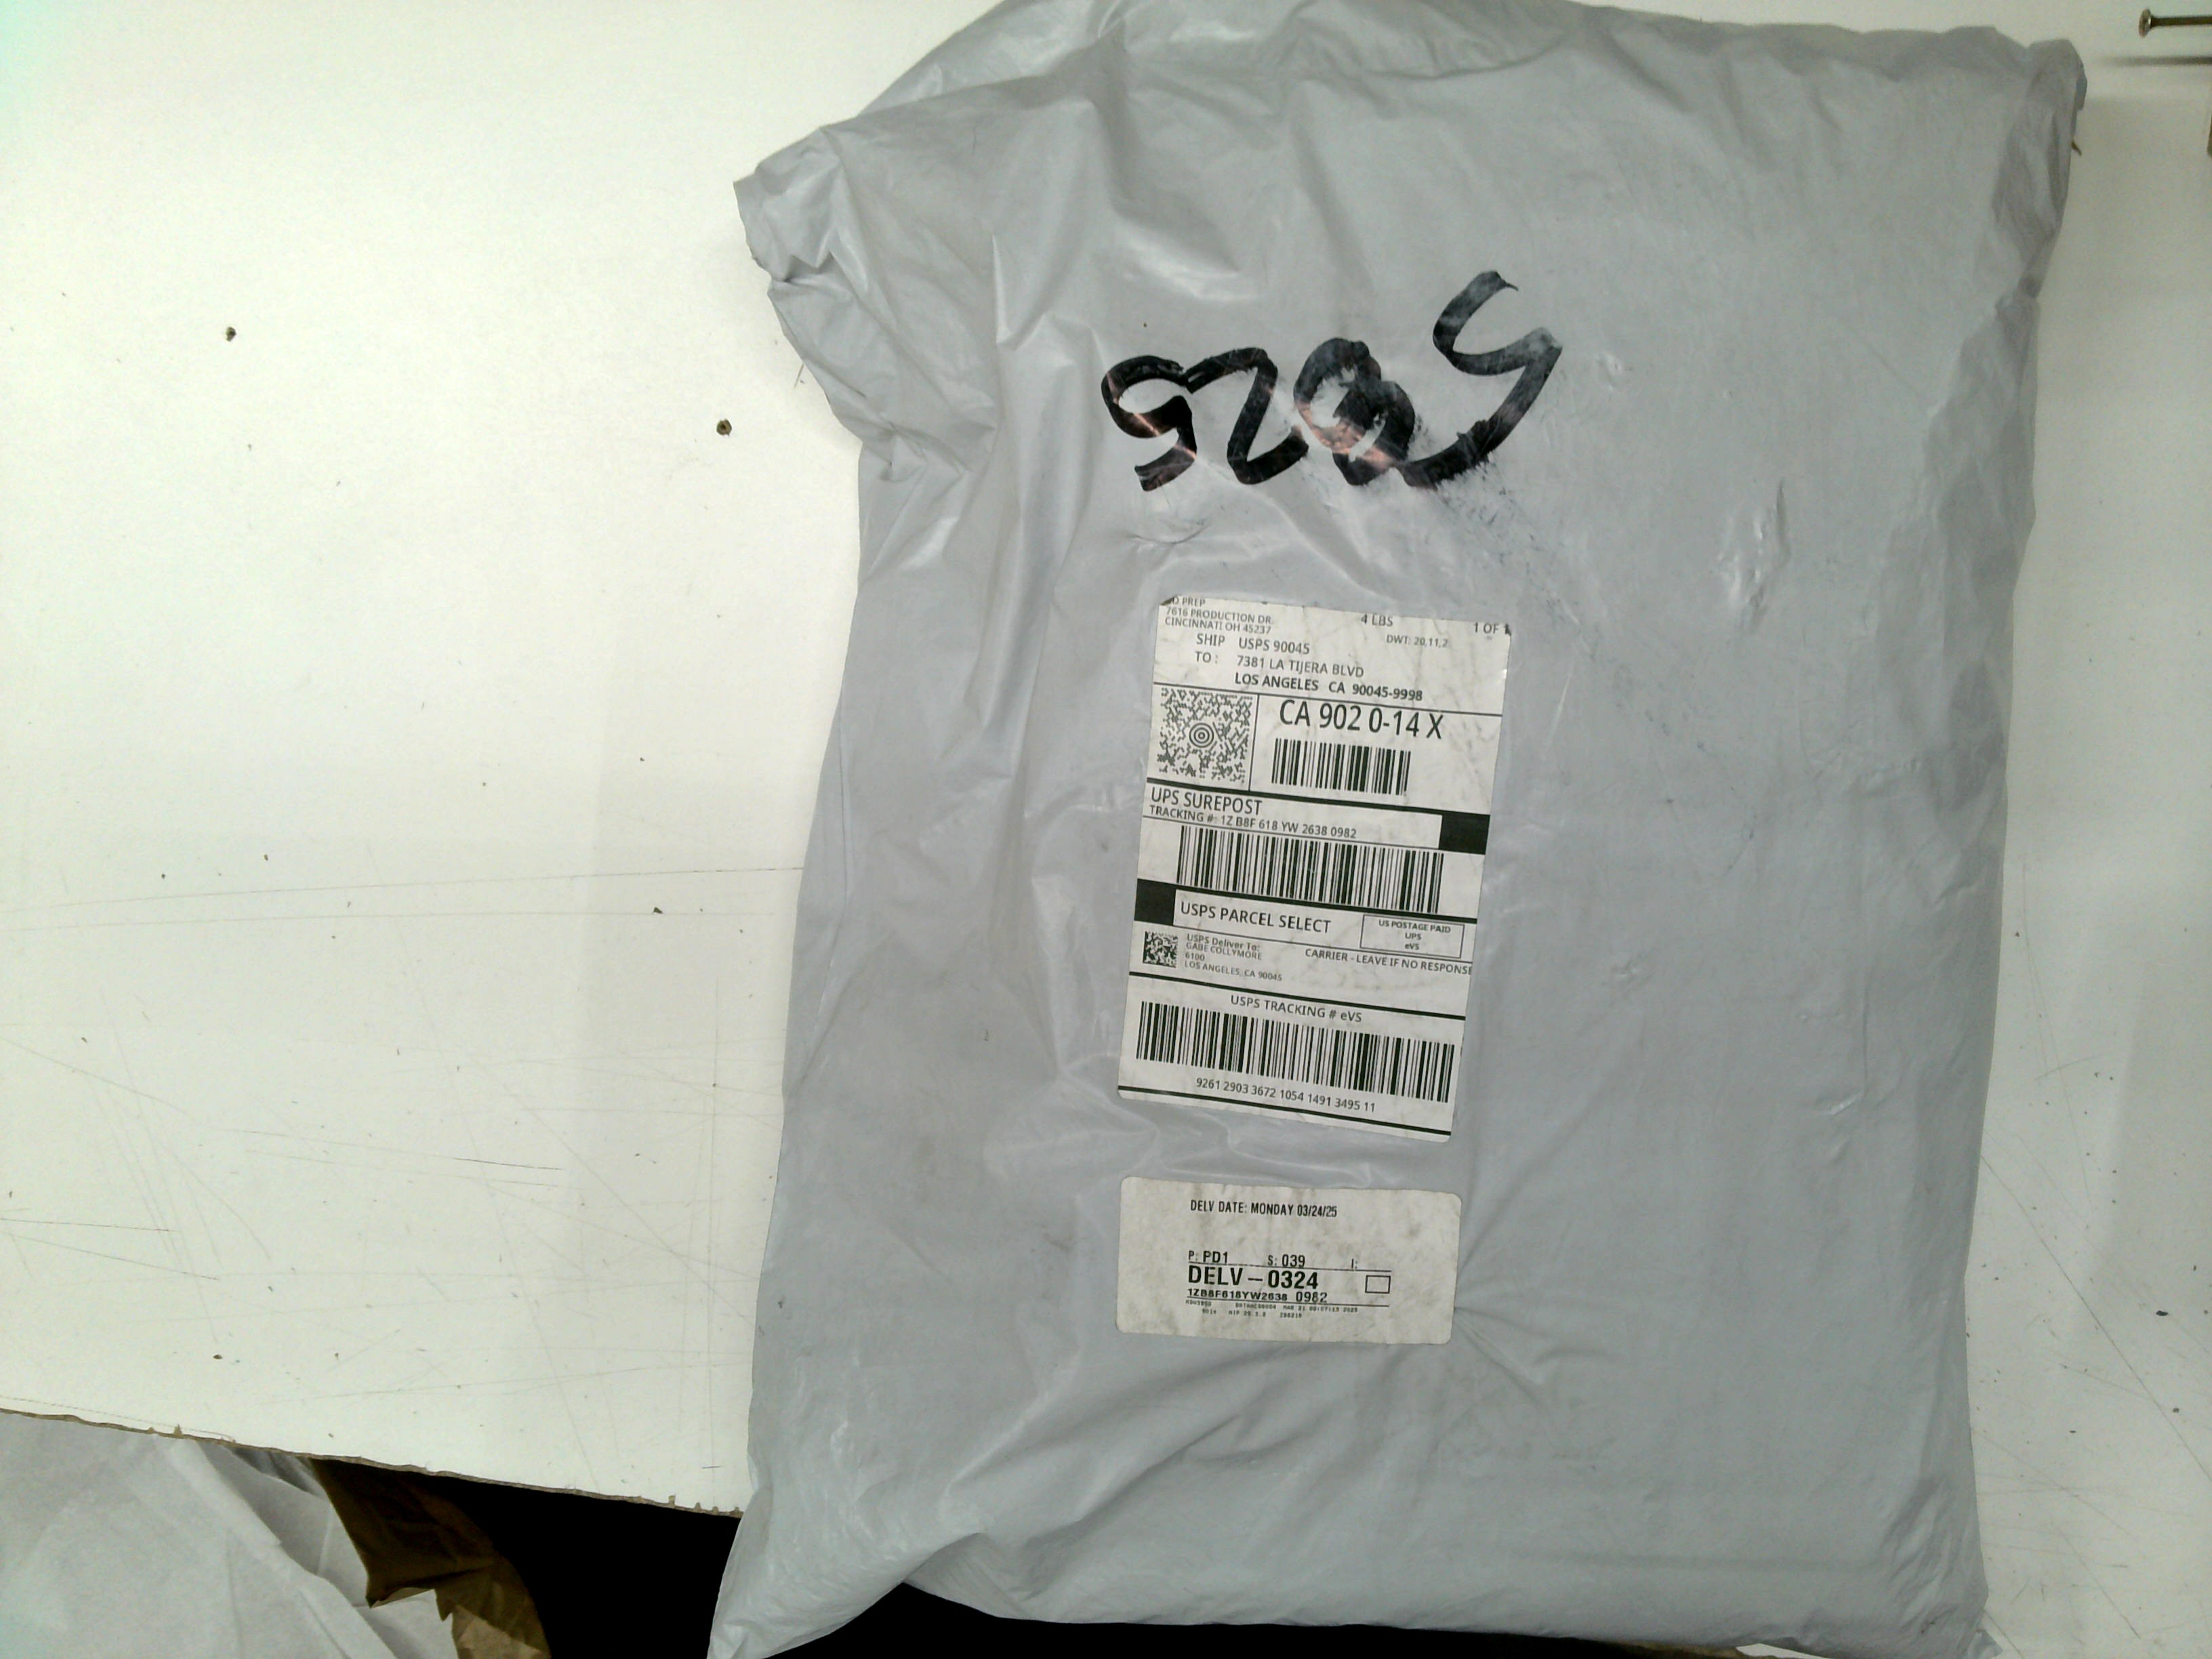 7616 PRODUCTION DR.
CINCINNATI OH 45237
4 LBS
1 OF 1
DWT: 20,11,2
SHIP TO:
USPS 90045
7381 LA TIJERA BLVD
LOS ANGELES CA 90045-9998
CA 902 0-14 X
UPS SUREPOST
TRACKING #: 1Z B8F 618 YW 2638 0982
USPS PARCEL SELECT
US POSTAGE PAID
UPS
eVS
USPS Deliver To:
GABE COLLYMORE
6100
LOS ANGELES, CA 90045
CARRIER - LEAVE IF NO RESPONSE
USPS TRACKING # eVS
9261 2903 3672 1054 1491 3495 11
DELV DATE: MONDAY 03/24/25
P: PD1 S: 039 I:
DELV-0324
1ZB8F618YW2638 0982